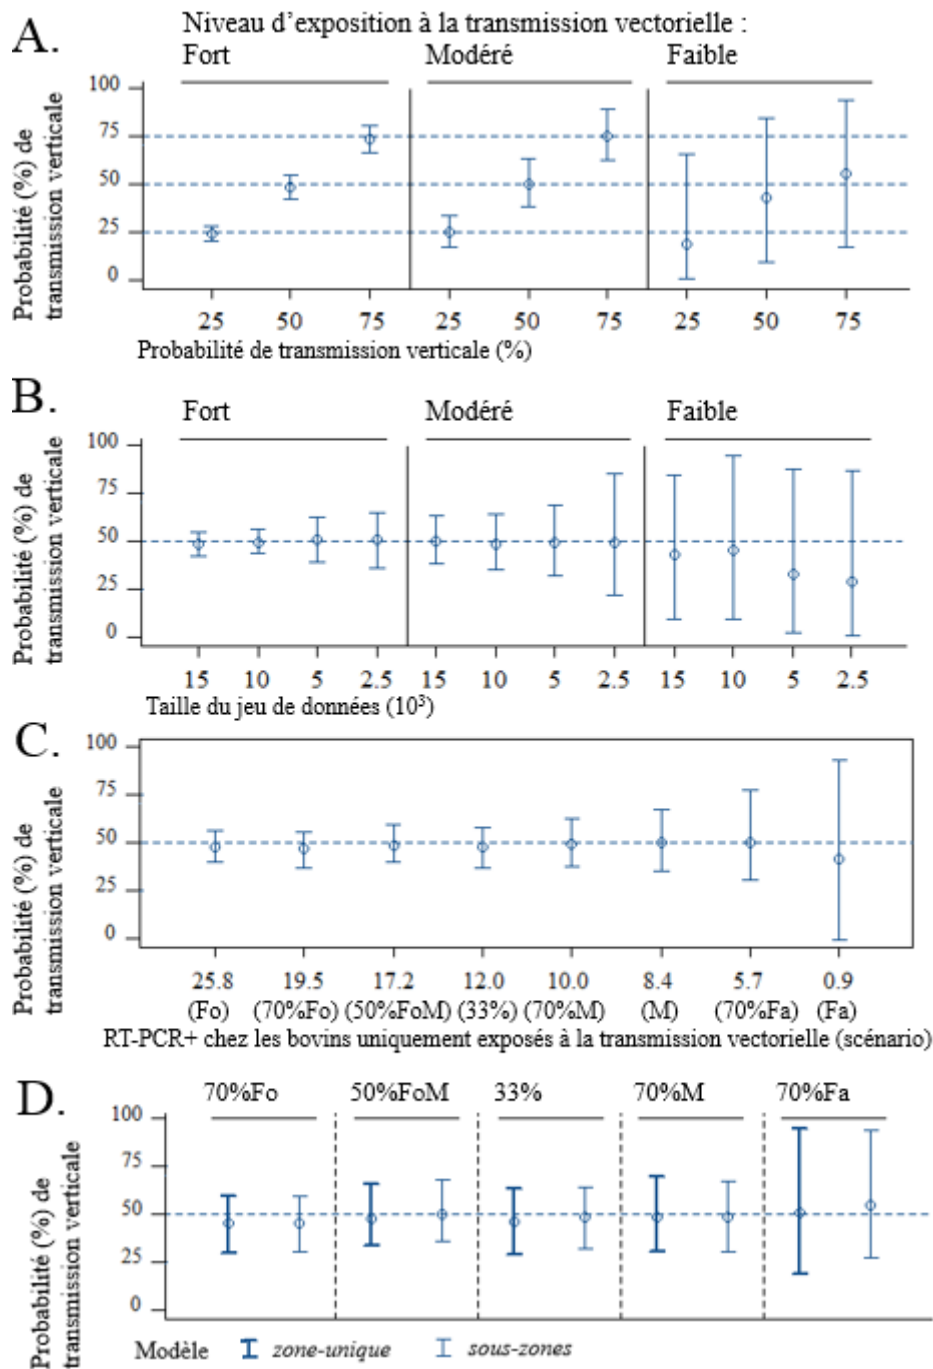 A.
Niveau d’exposition à la transmission vectorielle :
Fort Modéré Faible
Probabilité (%) de
transmission verticale
100
75
50
25
0
25 50 75 25 50 75 25 50 75
Probabilité de transmission verticale (%)
B.
Fort Modéré Faible
Probabilité (%) de
transmission verticale
100
75
50
25
0
15 10 5 2.5 15 10 5 2.5 15 10 5 2.5
Taille du jeu de données (10³)
C.
Probabilité (%) de
transmission verticale
100
75
50
25
0
25.8 19.5 17.2 12.0 10.0 8.4 5.7 0.9
(Fo) (70%Fo) (50%FoM) (33%) (70%M) (M) (70%Fa) (Fa)
RT-PCR+ chez les bovins uniquement exposés à la transmission vectorielle (scénario)
D.
70%Fo 50%FoM 33% 70%M 70%Fa
Probabilité (%) de
transmission verticale
100
75
50
25
0
Modèle zone-unique sous-zones